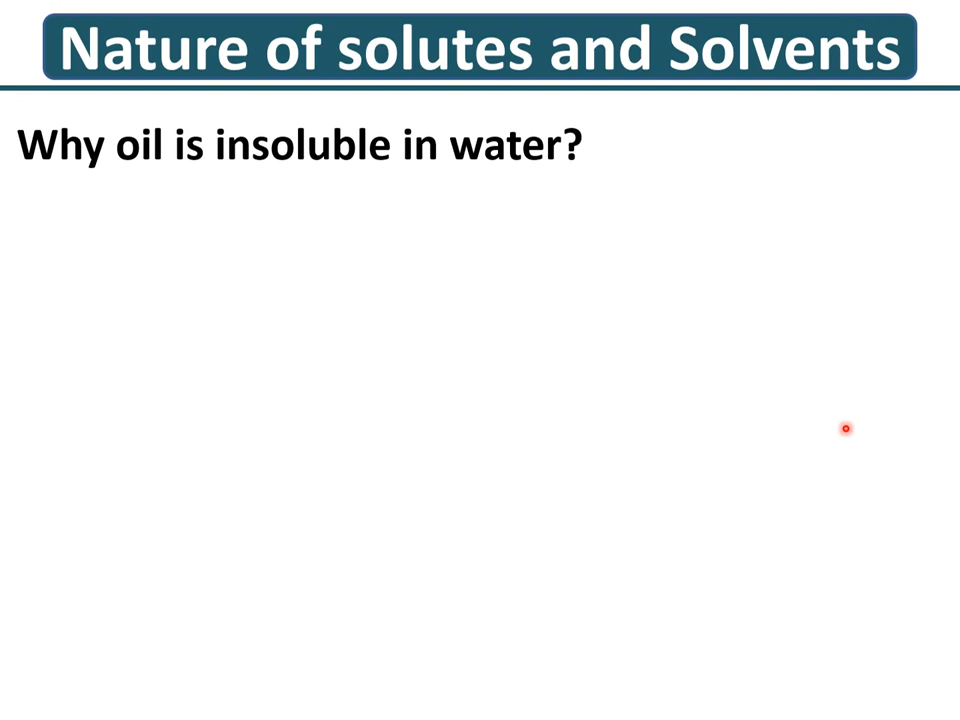 Nature of solutes and Solvents
Why oil is insoluble in water?